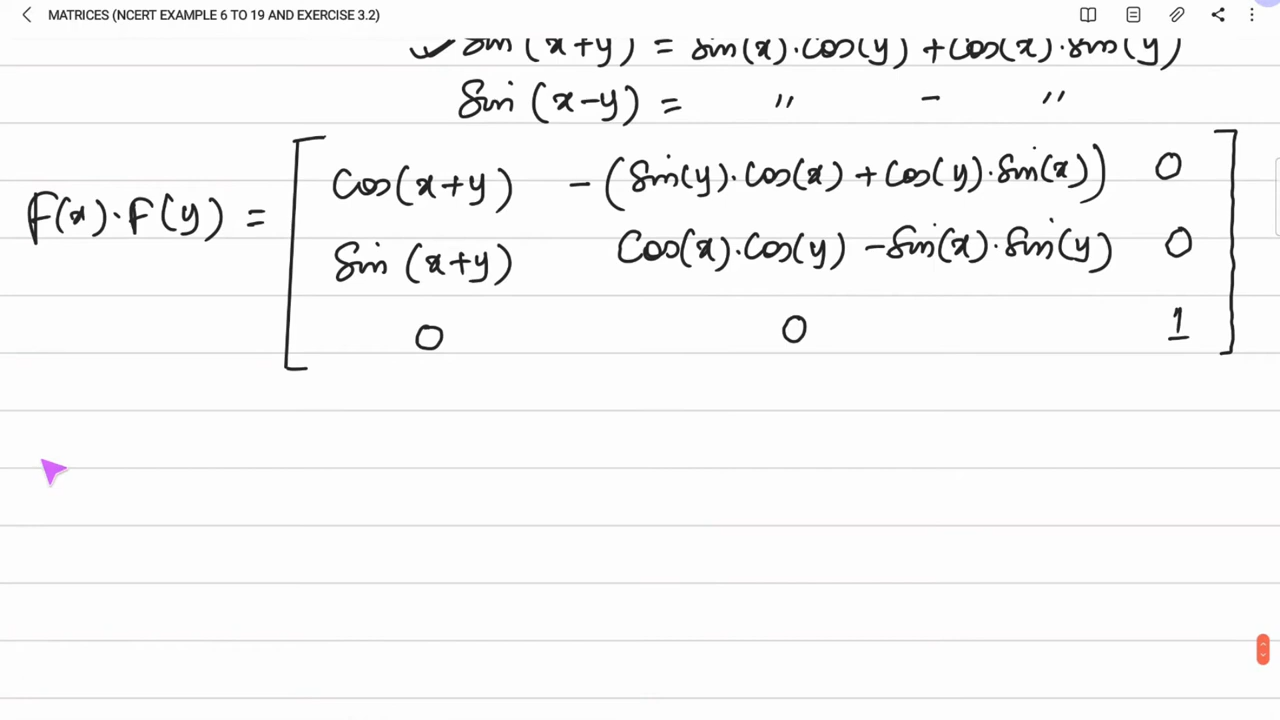 MATRICES (NCERT EXAMPLE 6 TO 19 AND EXERCISE 3.2)
Sin (x+y) = Sin(x).Cos(y) + Cos(x).Sin(y)
Sin (x-y) = " - "
F(x).F(y) = [ Cos(x+y) -(Sin(y).Cos(x) + Cos(y).Sin(x)) 0
Sin (x+y) Cos(x).Cos(y) - Sin(x).Sin(y) 0
0 0 1 ]